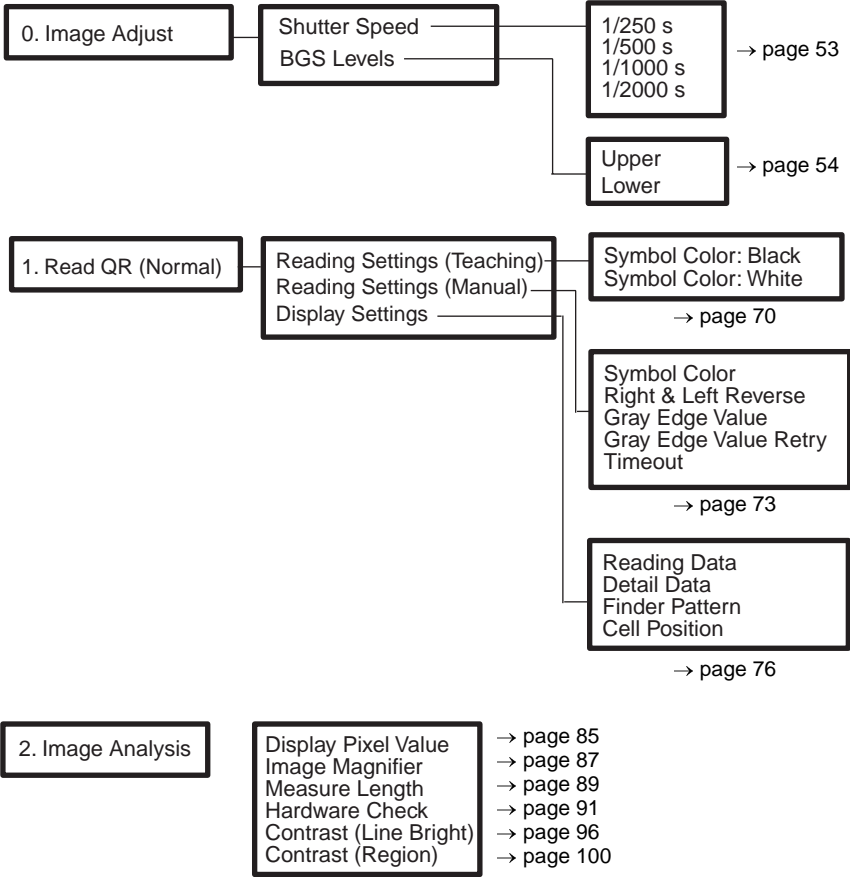 0. Image Adjust
Shutter Speed
BGS Levels
1/250 s
1/500 s
1/1000 s
1/2000 s
→ page 53
Upper
Lower
→ page 54
1. Read QR (Normal)
Reading Settings (Teaching)
Reading Settings (Manual)
Display Settings
Symbol Color: Black
Symbol Color: White
→ page 70
Symbol Color
Right & Left Reverse
Gray Edge Value
Gray Edge Value Retry
Timeout
→ page 73
Reading Data
Detail Data
Finder Pattern
Cell Position
→ page 76
2. Image Analysis
Display Pixel Value → page 85
Image Magnifier → page 87
Measure Length → page 89
Hardware Check → page 91
Contrast (Line Bright) → page 96
Contrast (Region) → page 100